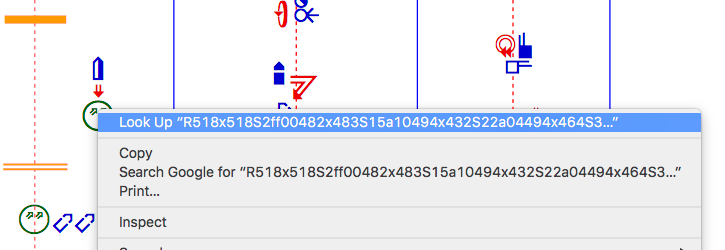 Look Up “R518x518S2ff00482x483S15a10494x432S22a04494x464S3...”
Copy
Search Google for “R518x518S2ff00482x483S15a10494x432S22a04494x464S3...”
Print...
Inspect